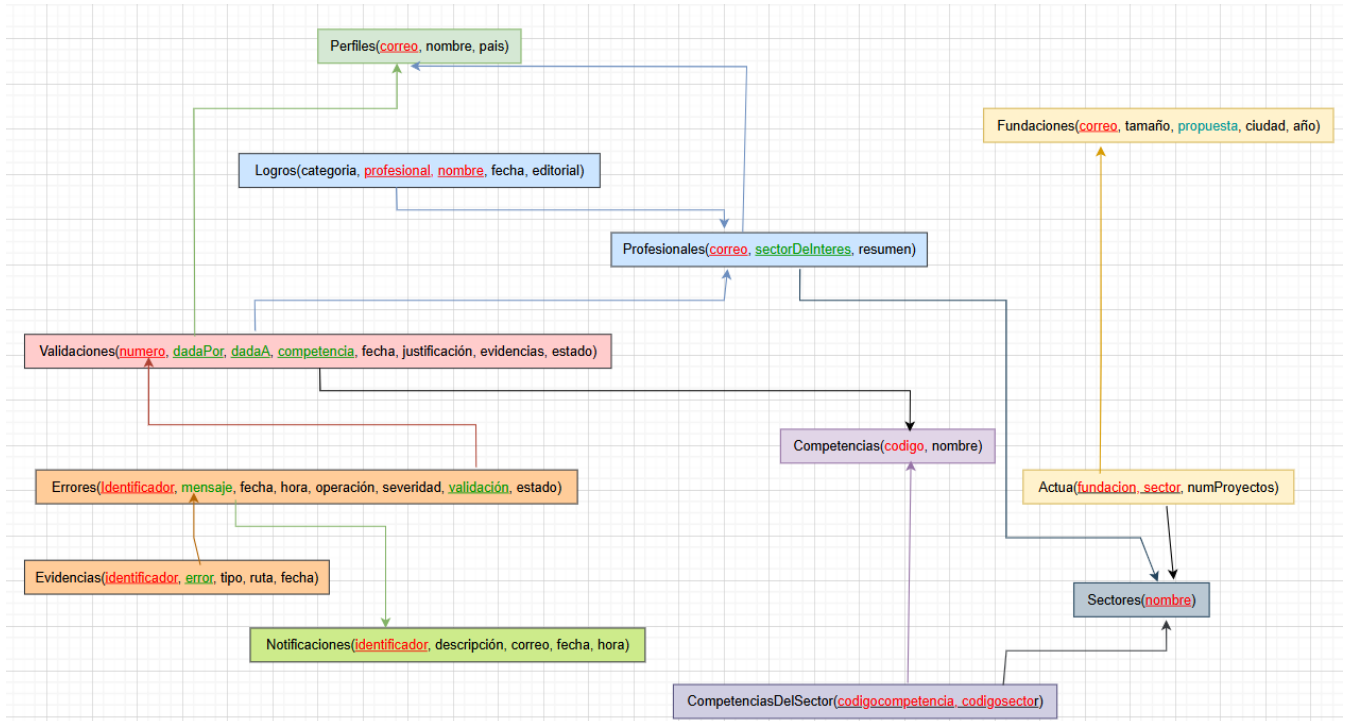 Perfiles(correo, nombre, pais)
Fundaciones(correo, tamaño, propuesta, ciudad, año)
Logros(categoria, profesional, nombre, fecha, editorial)
Profesionales(correo, sectorDeInteres, resumen)
Validaciones(numero, dadaPor, dadaA, competencia, fecha, justificación, evidencias, estado)
Competencias(codigo, nombre)
Errores(Identificador, mensaje, fecha, hora, operación, severidad, validación, estado)
Actua(fundacion, sector, numProyectos)
Evidencias(identificador, error, tipo, ruta, fecha)
Sectores(nombre)
Notificaciones(identificador, descripción, correo, fecha, hora)
CompetenciasDelSector(codigocompetencia, codigosector)